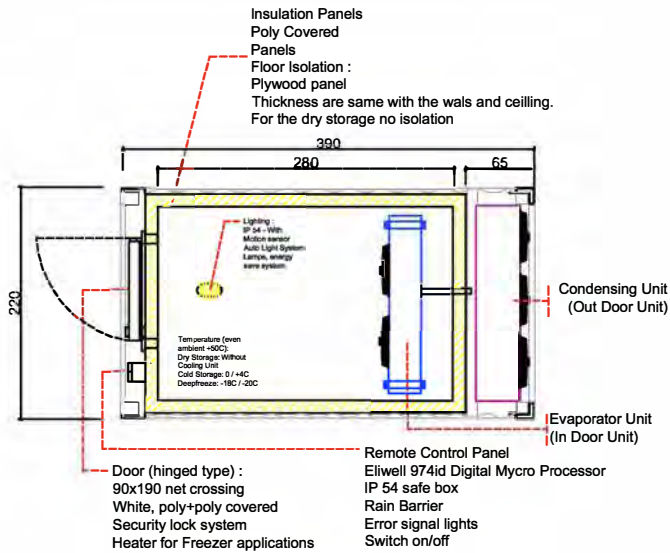 Insulation Panels
Poly Covered
Panels
Floor Isolation :
Plywood panel
Thickness are same with the wals and ceilling.
For the dry storage no isolation
390
280
65
220
Lighting :
IP 54 - With
Motion sensor
Auto Light System
Lamps, energy
save system
Temperature (even
ambient +50C):
Dry Storage: Without
Cooling Unit
Cold Storage: 0 / +4C
Deepfreeze: -18C / -20C
Condensing Unit
(Out Door Unit)
Evaporator Unit
(In Door Unit)
Door (hinged type) :
90x190 net crossing
White, poly+poly covered
Security lock system
Heater for Freezer applications
Remote Control Panel
Eliwell 974id Digital Mycro Processor
IP 54 safe box
Rain Barrier
Error signal lights
Switch on/off